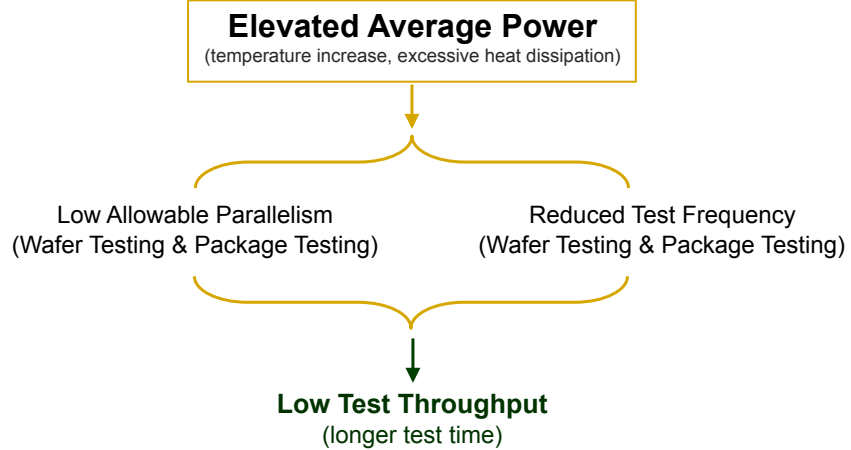 Elevated Average Power
(temperature increase, excessive heat dissipation)
Low Allowable Parallelism
(Wafer Testing & Package Testing)
Reduced Test Frequency
(Wafer Testing & Package Testing)
Low Test Throughput
(longer test time)